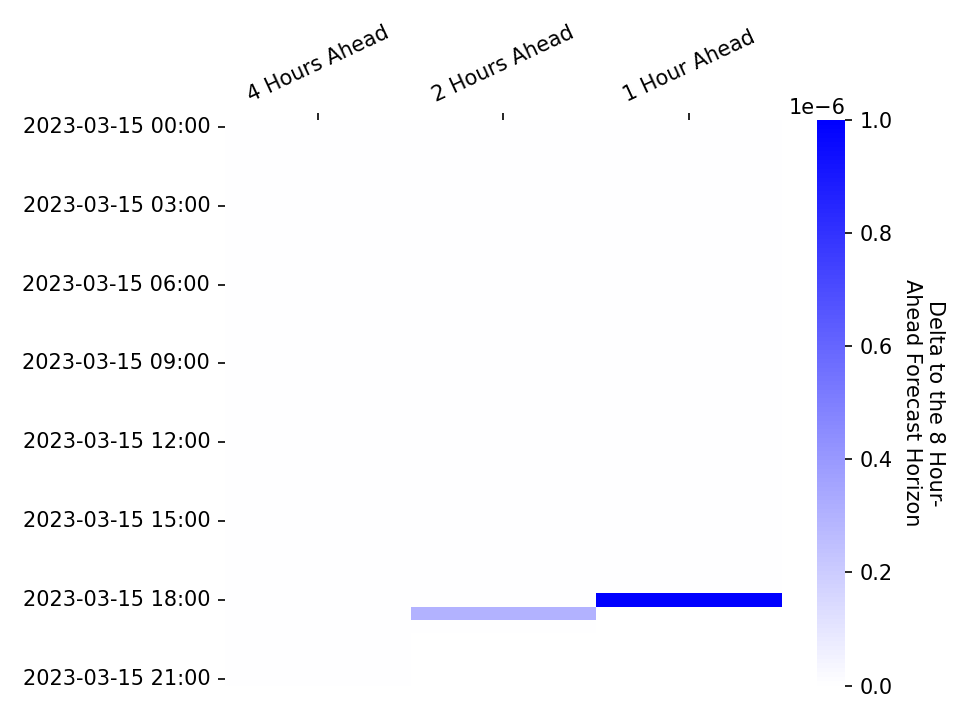 4 Hours Ahead
2 Hours Ahead
1 Hour Ahead
2023-03-15 00:00
2023-03-15 03:00
2023-03-15 06:00
2023-03-15 09:00
2023-03-15 12:00
2023-03-15 15:00
2023-03-15 18:00
2023-03-15 21:00
1e−6
1.0
0.8
0.6
0.4
0.2
0.0
Delta to the 8 Hour-
Ahead Forecast Horizon